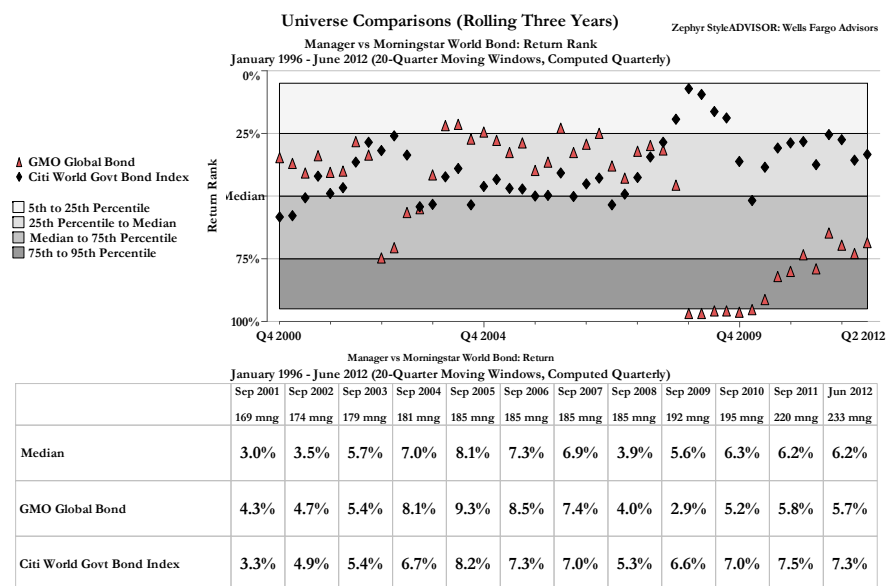 Universe Comparisons (Rolling Three Years)
Zephyr StyleADVISOR: Wells Fargo Advisors
Manager vs Morningstar World Bond: Return Rank
January 1996 - June 2012 (20-Quarter Moving Windows, Computed Quarterly)
GMO Global Bond
Citi World Govt Bond Index
5th to 25th Percentile
25th Percentile to Median
Median to 75th Percentile
75th to 95th Percentile
Return Rank
0%
25%
Median
75%
100%
Q4 2000 Q4 2004 Q4 2009 Q2 2012
Manager vs Morningstar World Bond: Return
January 1996 - June 2012 (20-Quarter Moving Windows, Computed Quarterly)
Sep 2001 Sep 2002 Sep 2003 Sep 2004 Sep 2005 Sep 2006 Sep 2007 Sep 2008 Sep 2009 Sep 2010 Sep 2011 Jun 2012
169 mng 174 mng 179 mng 181 mng 185 mng 185 mng 185 mng 185 mng 192 mng 195 mng 220 mng 233 mng
Median 3.0% 3.5% 5.7% 7.0% 8.1% 7.3% 6.9% 3.9% 5.6% 6.3% 6.2% 6.2%
GMO Global Bond 4.3% 4.7% 5.4% 8.1% 9.3% 8.5% 7.4% 4.0% 2.9% 5.2% 5.8% 5.7%
Citi World Govt Bond Index 3.3% 4.9% 5.4% 6.7% 8.2% 7.3% 7.0% 5.3% 6.6% 7.0% 7.5% 7.3%